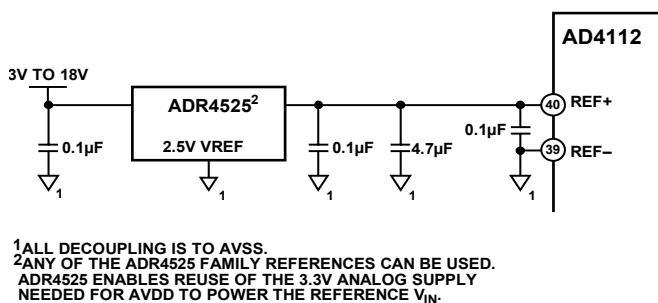 AD4112
3V TO 18V
ADR4525²
40 REF+
0.1µF
0.1µF
2.5V VREF
0.1µF
4.7µF
39 REF–
1
1
1
1
1
¹ALL DECOUPLING IS TO AVSS.
²ANY OF THE ADR4525 FAMILY REFERENCES CAN BE USED.
ADR4525 ENABLES REUSE OF THE 3.3V ANALOG SUPPLY
NEEDED FOR AVDD TO POWER THE REFERENCE VIN.